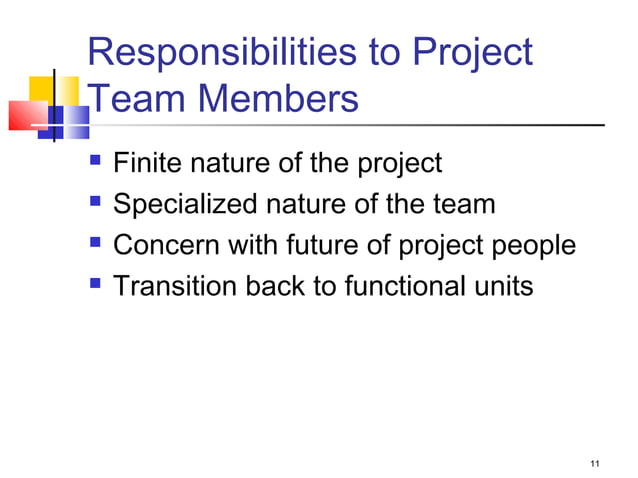 Responsibilities to Project
Team Members
Finite nature of the project
Specialized nature of the team
Concern with future of project people
Transition back to functional units
11